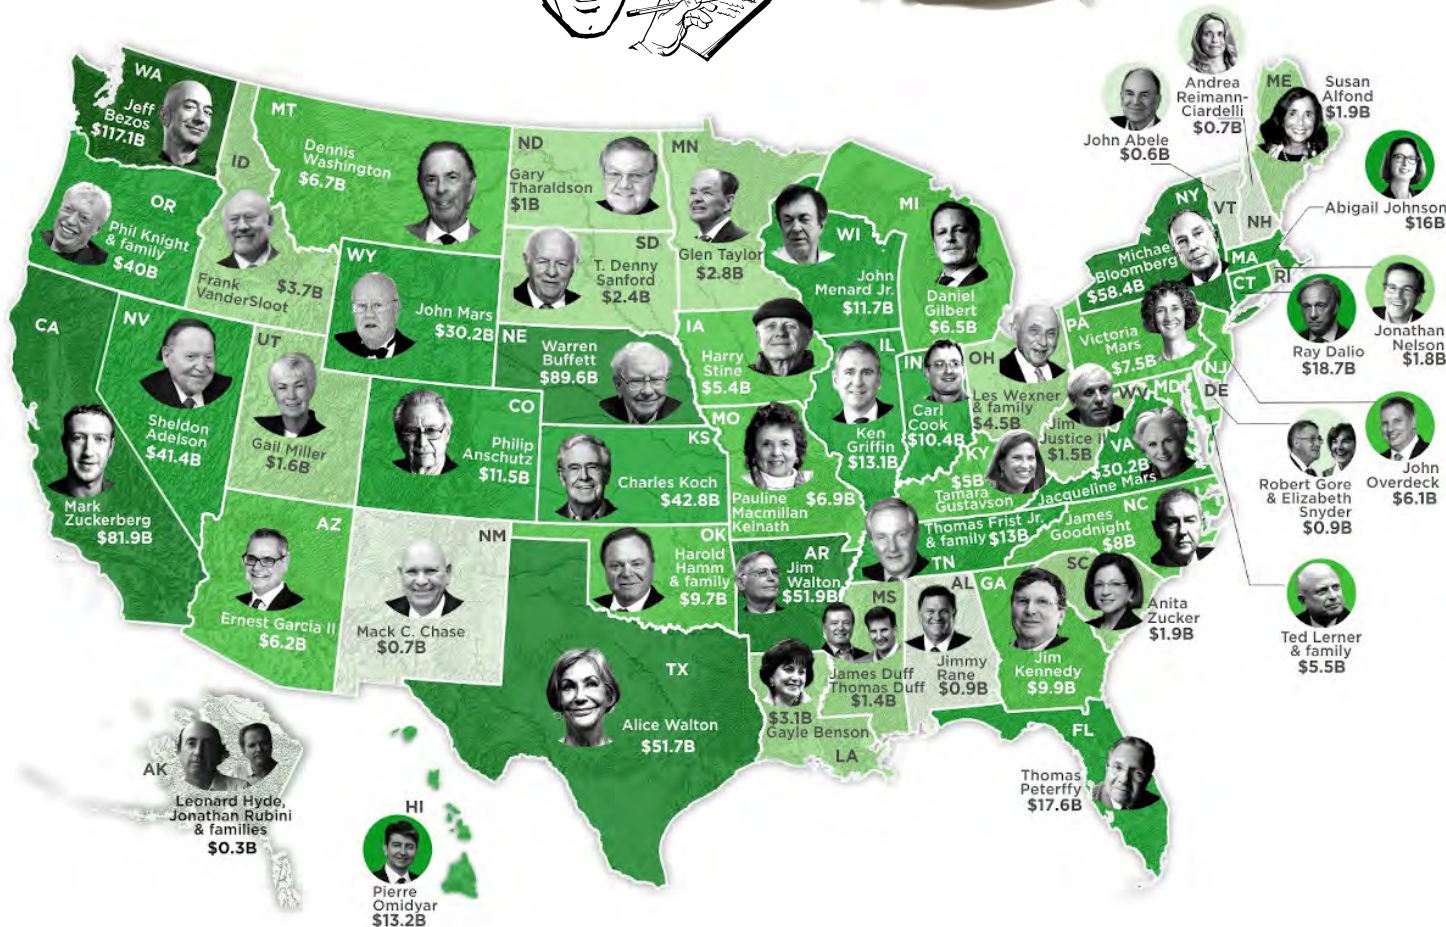 WA
Jeff
Bezos
$117.1B
MT
Dennis
Washington
$6.7B
ID
Frank
VanderSloot
$3.7B
OR
Phil Knight
& family
$40B
ND
Gary
Tharaldson
$1B
MN
Glen Taylor
$2.8B
SD
T. Denny
Sanford
$2.4B
WY
John Mars
$30.2B
WI
John
Menard Jr.
$11.7B
MI
Daniel
Gilbert
$6.5B
Andrea
Reimann-
Ciardelli
$0.7B
John Abele
$0.6B
ME
Susan
Alfond
$1.9B
VT
NH
NY
Michael
Bloomberg
$58.4B
MA
Abigail Johnson
$16B
CT
RI
Ray Dalio
$18.7B
Jonathan
Nelson
$1.8B
CA
Mark
Zuckerberg
$81.9B
NV
Sheldon
Adelson
$41.4B
UT
Gail Miller
$1.6B
CO
Philip
Anschutz
$11.5B
NE
Warren
Buffett
$89.6B
KS
Charles Koch
$42.8B
IA
Harry
Stine
$5.4B
MO
Pauline
Macmillan
Keinath
$6.9B
IL
Ken
Griffin
$13.1B
IN
Carl
Cook
$10.4B
OH
Les Wexner
& family
$4.5B
PA
Victoria
Mars
$7.5B
NJ
DE
MD
WV
Jim
Justice II
$1.5B
VA
$30.2B
Jacqueline Mars
KY
$5B
Tamara
Gustavson
John
Overdeck
$6.1B
Robert Gore
& Elizabeth
Snyder
$0.9B
Ted Lerner
& family
$5.5B
AZ
Ernest Garcia II
$6.2B
NM
Mack C. Chase
$0.7B
OK
Harold
Hamm
& family
$9.7B
TX
Alice Walton
$51.7B
AR
Jim
Walton
$51.9B
Thomas Frist Jr.
& family $13B
TN
NC
James
Goodnight
$8B
SC
Anita
Zucker
$1.9B
MS
James Duff
Thomas Duff
$1.4B
AL
Jimmy
Rane
$0.9B
GA
Jim
Kennedy
$9.9B
$3.1B
Gayle Benson
LA
FL
Thomas
Peterffy
$17.6B
AK
Leonard Hyde,
Jonathan Rubini
& families
$0.3B
HI
Pierre
Omidyar
$13.2B